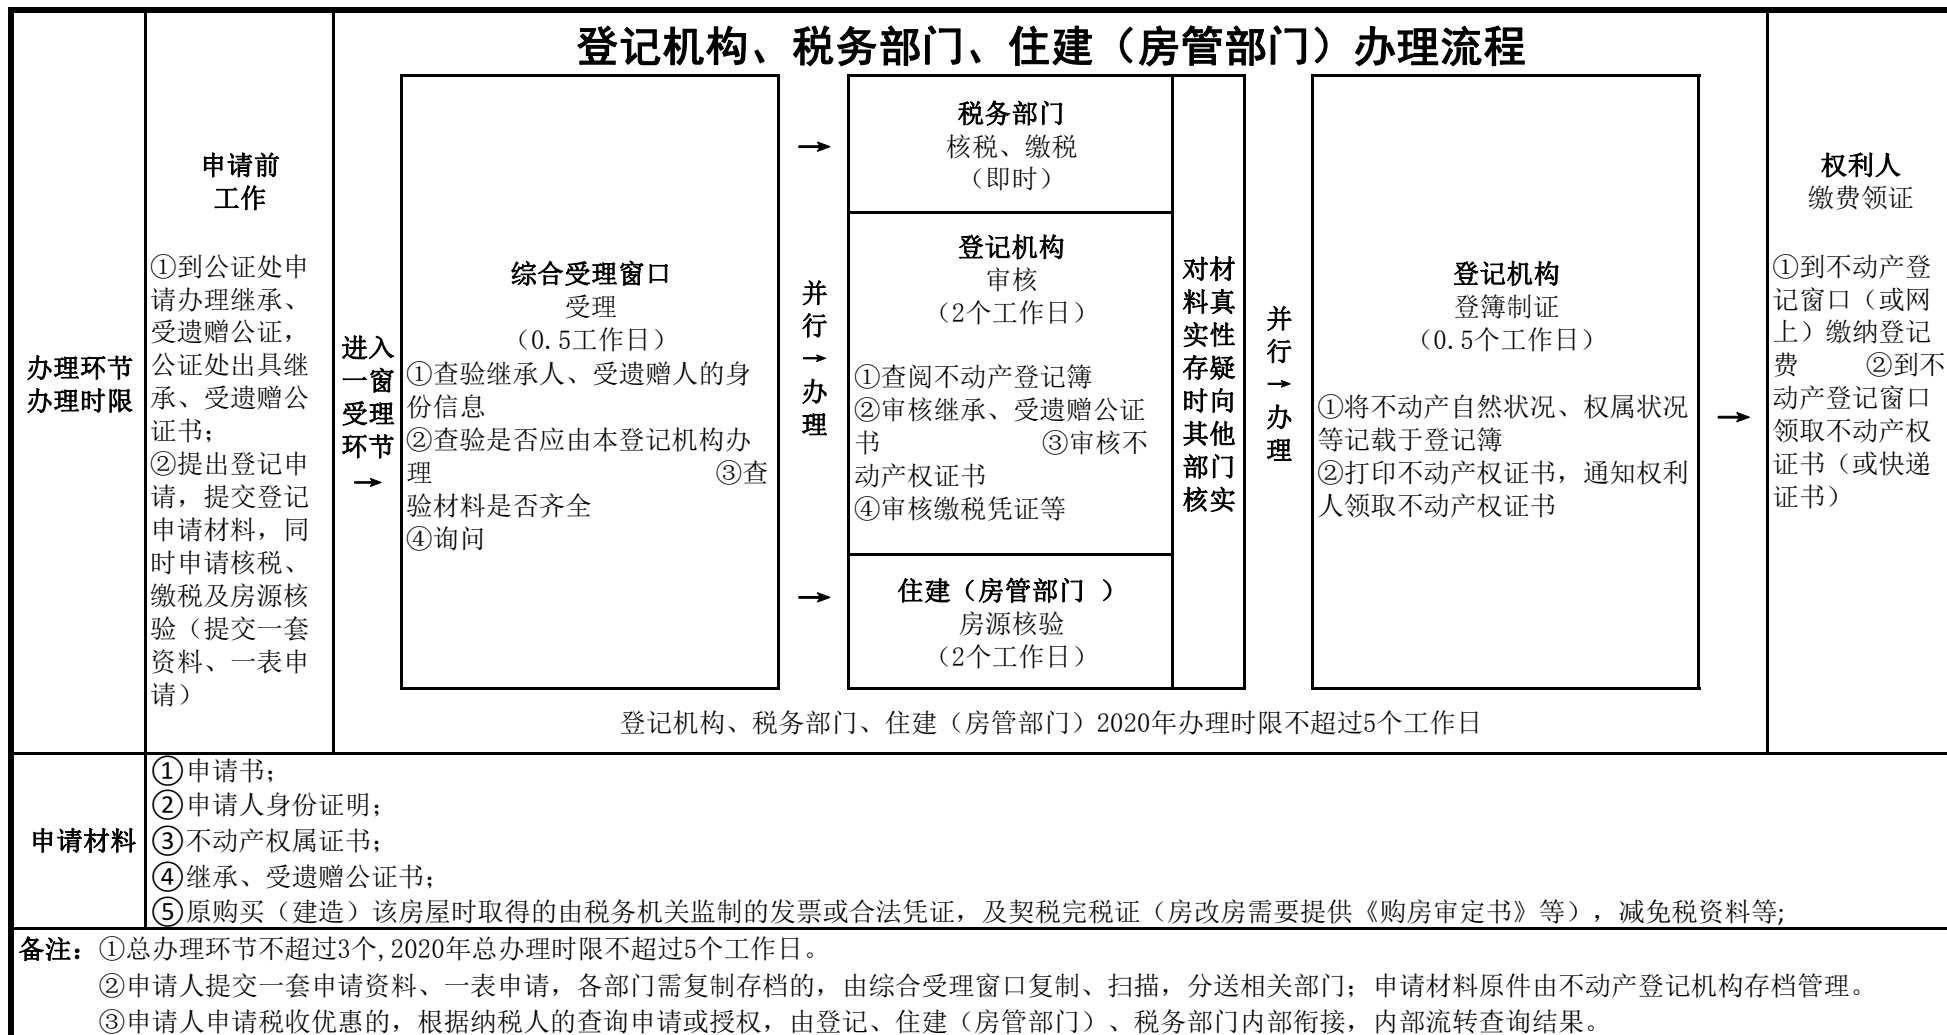 登记机构、税务部门、住建（房管部门）办理流程
办理环节
办理时限
申请前
工作
①到公证处申
请办理继承、
受遗赠公证，
公证处出具继
承、受遗赠公
证书；
②提出登记申
请，提交登记
申请材料，同
时申请核税、
缴税及房源核
验（提交一套
资料、一表申
请）
进入
一窗
受理
环节
→
综合受理窗口
受理
（0.5工作日）
①查验继承人、受遗赠人的身
份信息
②查验是否应由本登记机构办
理 ③查
验材料是否齐全
④询问
→
并
行
→
办
理
→
税务部门
核税、缴税
（即时）
登记机构
审核
（2个工作日）
①查阅不动产登记簿
②审核继承、受遗赠公证
书 ③审核不
动产权证书
④审核缴税凭证等
住建（房管部门 ）
房源核验
（2个工作日）
对材
料真
实性
存疑
时向
其他
部门
核实
并
行
→
办
理
登记机构
登簿制证
（0.5个工作日）
①将不动产自然状况、权属状况
等记载于登记簿
②打印不动产权证书，通知权利
人领取不动产权证书
→
权利人
缴费领证
①到不动产登
记窗口（或网
上）缴纳登记
费 ②到不
动产登记窗口
领取不动产权
证书（或快递
证书）
登记机构、税务部门、住建（房管部门）2020年办理时限不超过5个工作日
申请材料
①申请书；
②申请人身份证明；
③不动产权属证书；
④继承、受遗赠公证书；
⑤原购买（建造）该房屋时取得的由税务机关监制的发票或合法凭证，及契税完税证（房改房需要提供《购房审定书》等），减免税资料等;
备注：①总办理环节不超过3个,2020年总办理时限不超过5个工作日。
②申请人提交一套申请资料、一表申请，各部门需复制存档的，由综合受理窗口复制、扫描，分送相关部门；申请材料原件由不动产登记机构存档管理。
③申请人申请税收优惠的，根据纳税人的查询申请或授权，由登记、住建（房管部门）、税务部门内部衔接，内部流转查询结果。